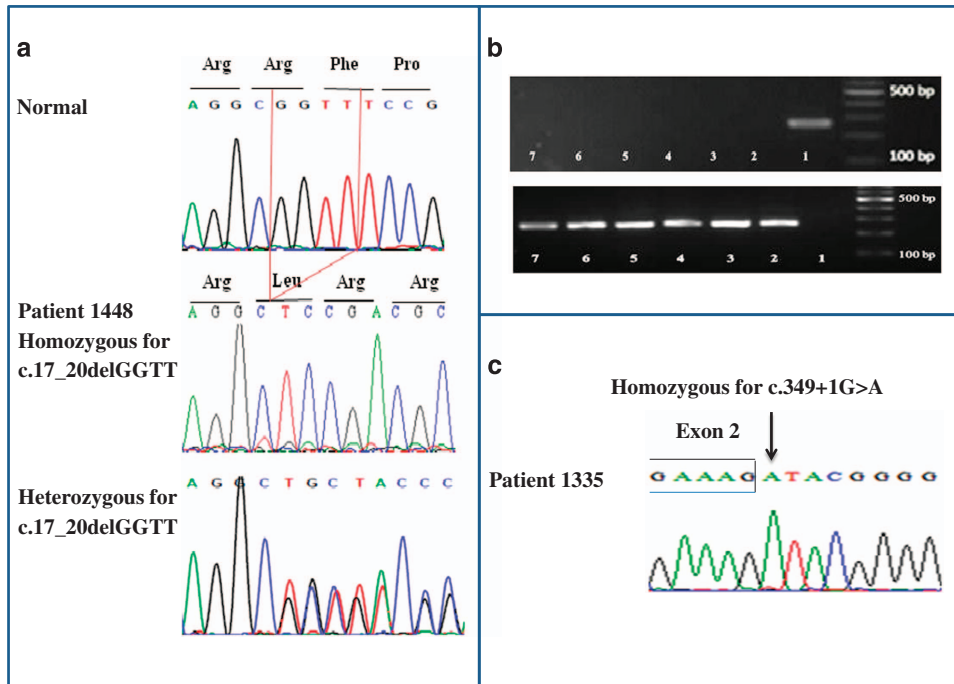 a
Arg Arg Phe Pro
Normal
A G G C G G T T T C C G
Patient 1448
Homozygous for
c.17_20delGGTT
Arg Leu Arg Arg
A G G C T C C G A C G C
Heterozygous for
c.17_20delGGTT
A G G C T G C T A C C C
b
500 bp
7 6 5 4 3 2 1
100 bp
500 bp
7 6 5 4 3 2 1
100 bp
c
Homozygous for c.349+1G>A
Exon 2
Patient 1335
G A A A G A T A C G G G G